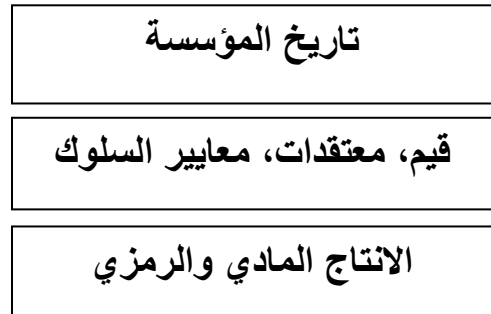 تاريخ المؤسسة
قيم، معتقدات، معايير السلوك
الانتاج المادي والرمزي